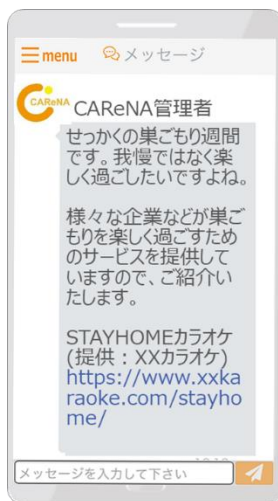 menu メッセージ
CAReNA CAReNA管理者
せっかくの巣ごもり週間
です。我慢ではなく楽
しく過ごしたいですよね。
様々な企業などが巣ご
もりを楽しく過ごすため
のサービスを提供して
いますので、ご紹介い
たします。
STAYHOMEカラオケ
(提供：XXカラオケ)
https://www.xxka
raoke.com/stayho
me/
メッセージを入力して下さい